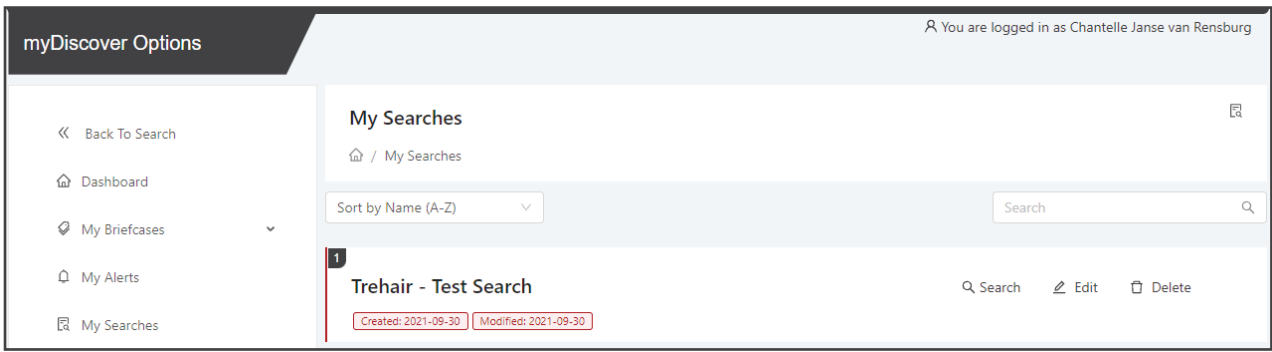 myDiscover Options
You are logged in as Chantelle Janse van Rensburg
Back To Search
Dashboard
My Briefcases
My Alerts
My Searches
My Searches
/ My Searches
Sort by Name (A-Z)
Search
1
Trehair - Test Search
Search Edit Delete
Created: 2021-09-30 Modified: 2021-09-30